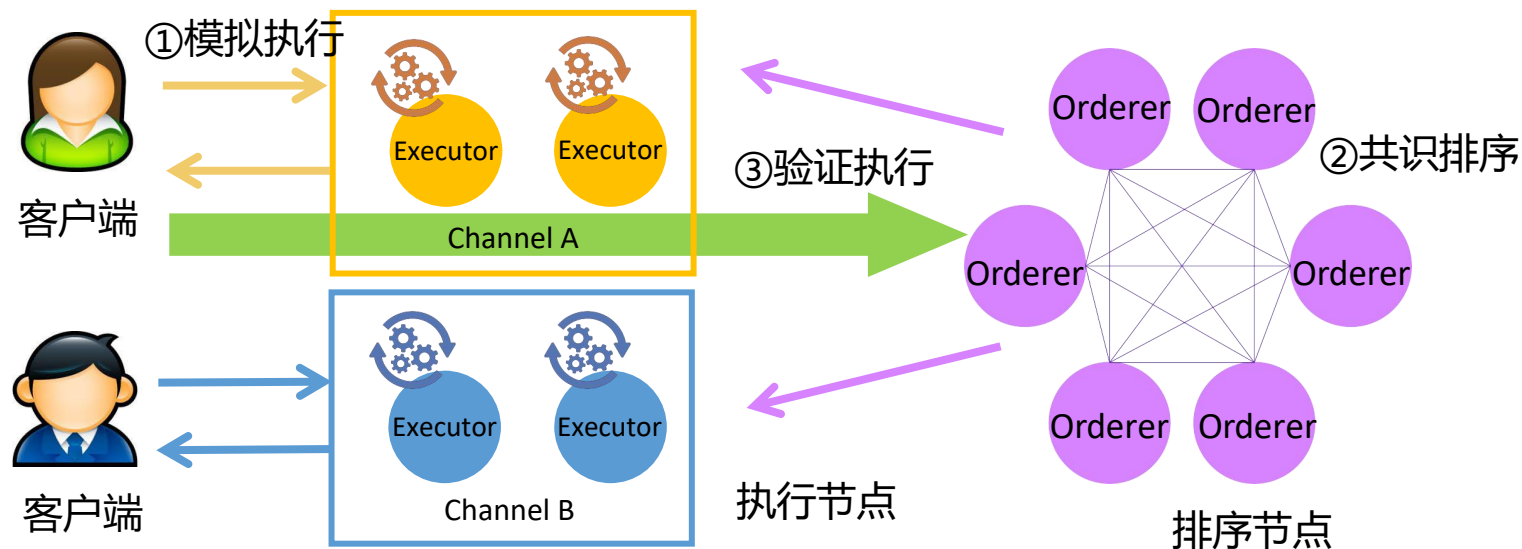 ①模拟执行
Executor
Executor
客户端
Channel A
③验证执行
Orderer
Orderer
②共识排序
Orderer
Orderer
Executor
Executor
Orderer
Orderer
客户端
Channel B
执行节点
排序节点